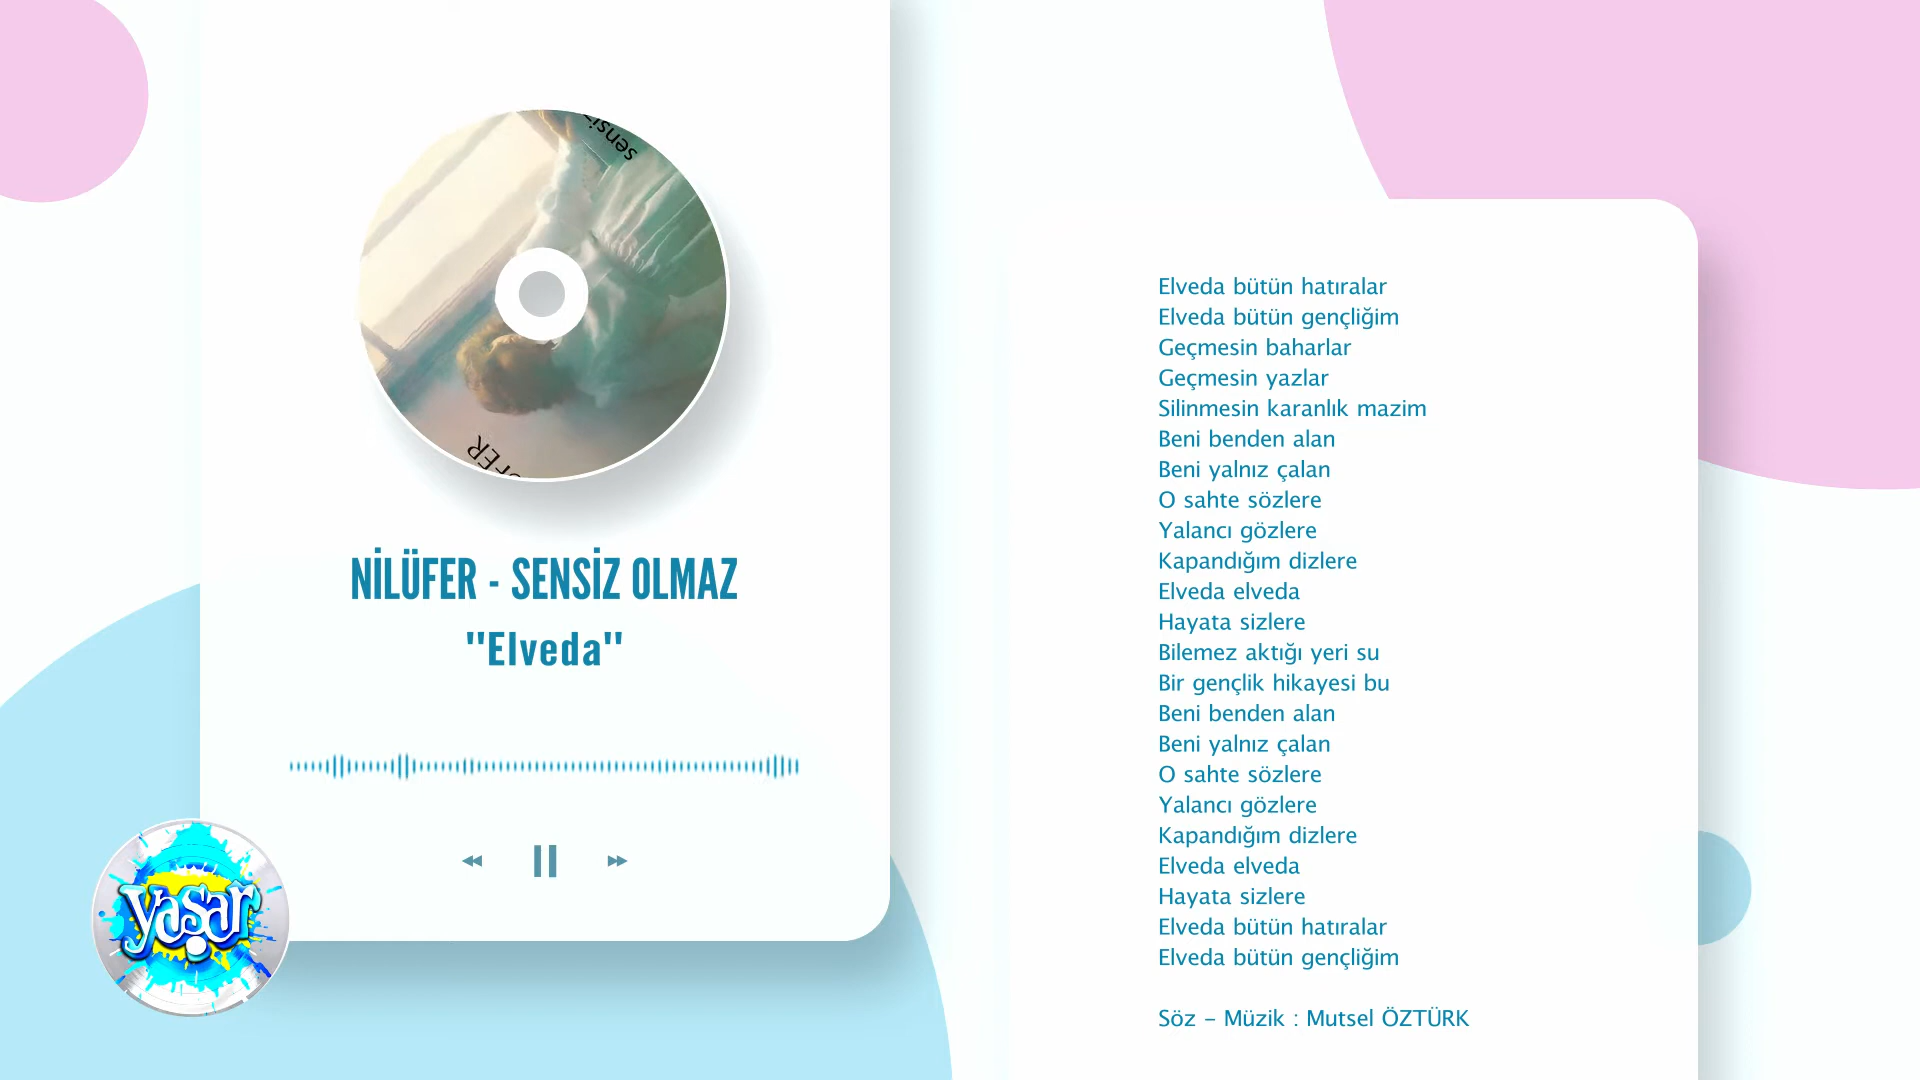 sensiz
FER
NİLÜFER - SENSİZ OLMAZ
"Elveda"
yaşar
Elveda bütün hatıralar
Elveda bütün gençliğim
Geçmesin baharlar
Geçmesin yazlar
Silinmesin karanlık mazim
Beni benden alan
Beni yalnız çalan
O sahte sözlere
Yalancı gözlere
Kapandığım dizlere
Elveda elveda
Hayata sizlere
Bilemez aktığı yeri su
Bir gençlik hikayesi bu
Beni benden alan
Beni yalnız çalan
O sahte sözlere
Yalancı gözlere
Kapandığım dizlere
Elveda elveda
Hayata sizlere
Elveda bütün hatıralar
Elveda bütün gençliğim
Söz - Müzik : Mutsel ÖZTÜRK